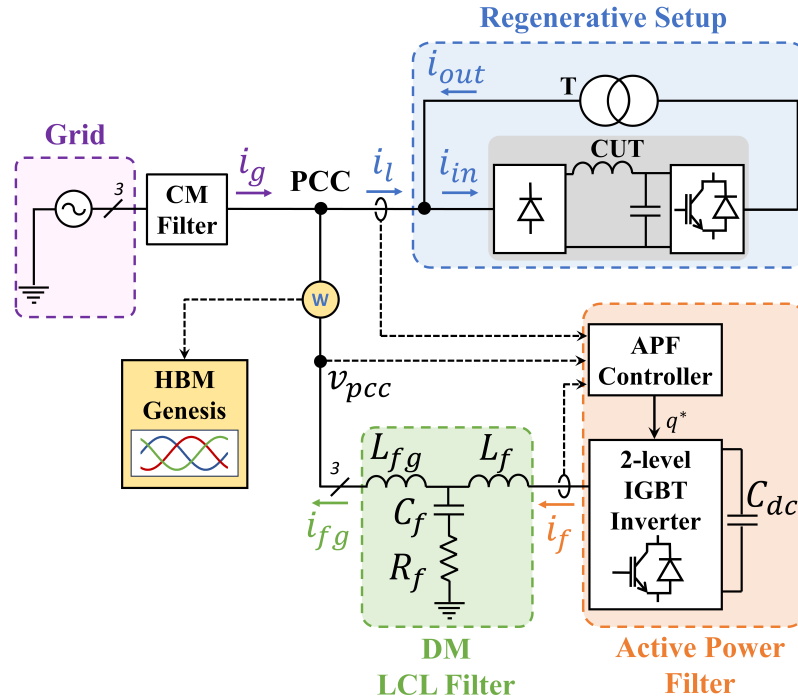 Regenerative Setup
i_out
T
Grid
CUT
i_g
PCC
i_l
i_in
3
CM
Filter
W
APF
Controller
HBM
Genesis
v_pcc
q*
L_fg
L_f
3
2-level
IGBT
Inverter
C_dc
C_f
i_fg
i_f
R_f
DM
LCL Filter
Active Power
Filter